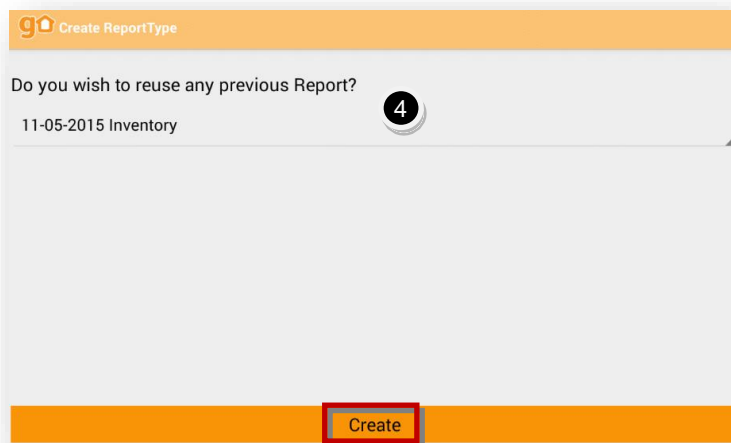 go Create ReportType
Do you wish to reuse any previous Report?
4
11-05-2015 Inventory
Create